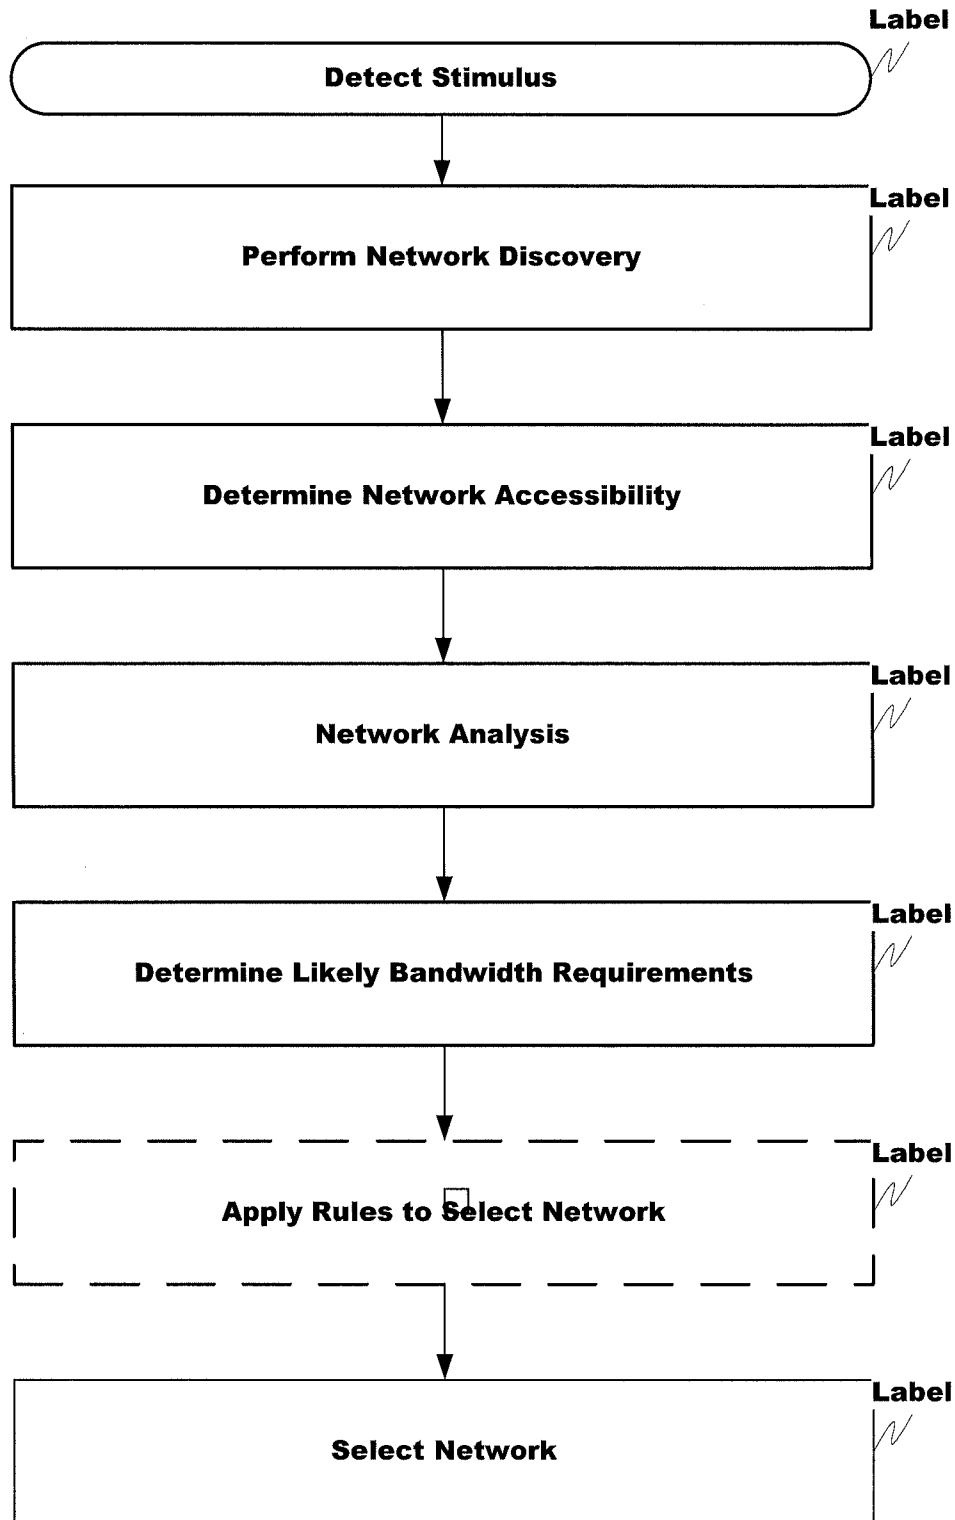 Label
Detect Stimulus
Label
Perform Network Discovery
Label
Determine Network Accessibility
Label
Network Analysis
Label
Determine Likely Bandwidth Requirements
Label
Apply Rules to Select Network
Label
Select Network